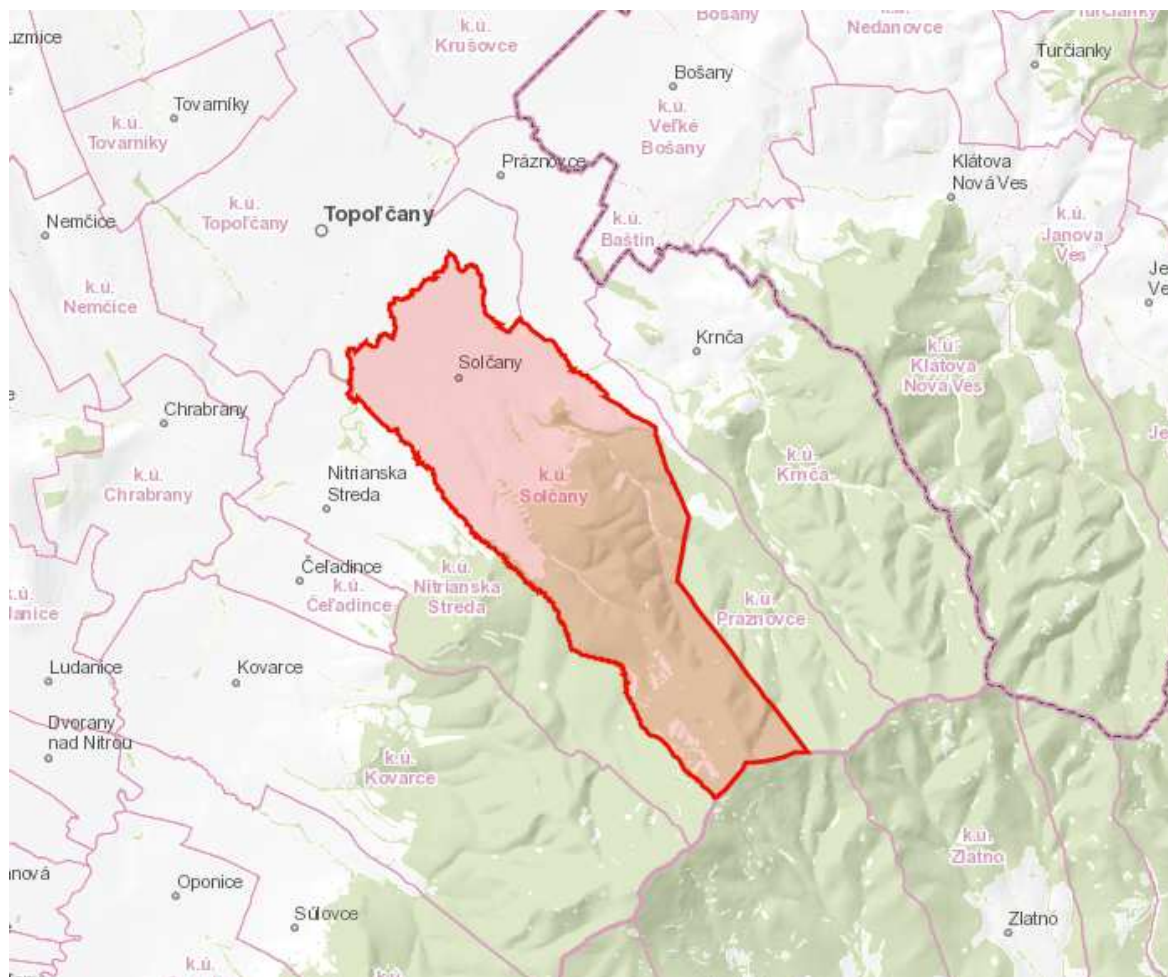 Bošany
Nedanovce
Turčianky
k.ú.
Krušovce
Turčianky
Bošany
Tovarníky
k.ú.
Tovarníky
k.ú.
Veľké
Bošany
Práznovce
Klátova
Nová Ves
k.ú.
Topoľčany
Topoľčany
k.ú.
Baštín
k.ú.
Janova
Ves
Nemčice
k.ú.
Nemčice
Krnča
Solčany
k.ú.
Klátova
Nová Ves
Chrabrany
k.ú.
Chrabrany
k.ú.
Krnča
Nitrianska
Streda
k.ú.
Solčany
k.ú.
Nitrianska
Streda
Čeľadince
k.ú.
Čeľadince
k.ú.
Praznovce
Ludanice
Kovarce
Dvorany
nad Nitrou
k.ú.
Kovarce
k.ú.
Zlatno
Oponice
Súlovce
Zlatno
k.ú.
k.ú.